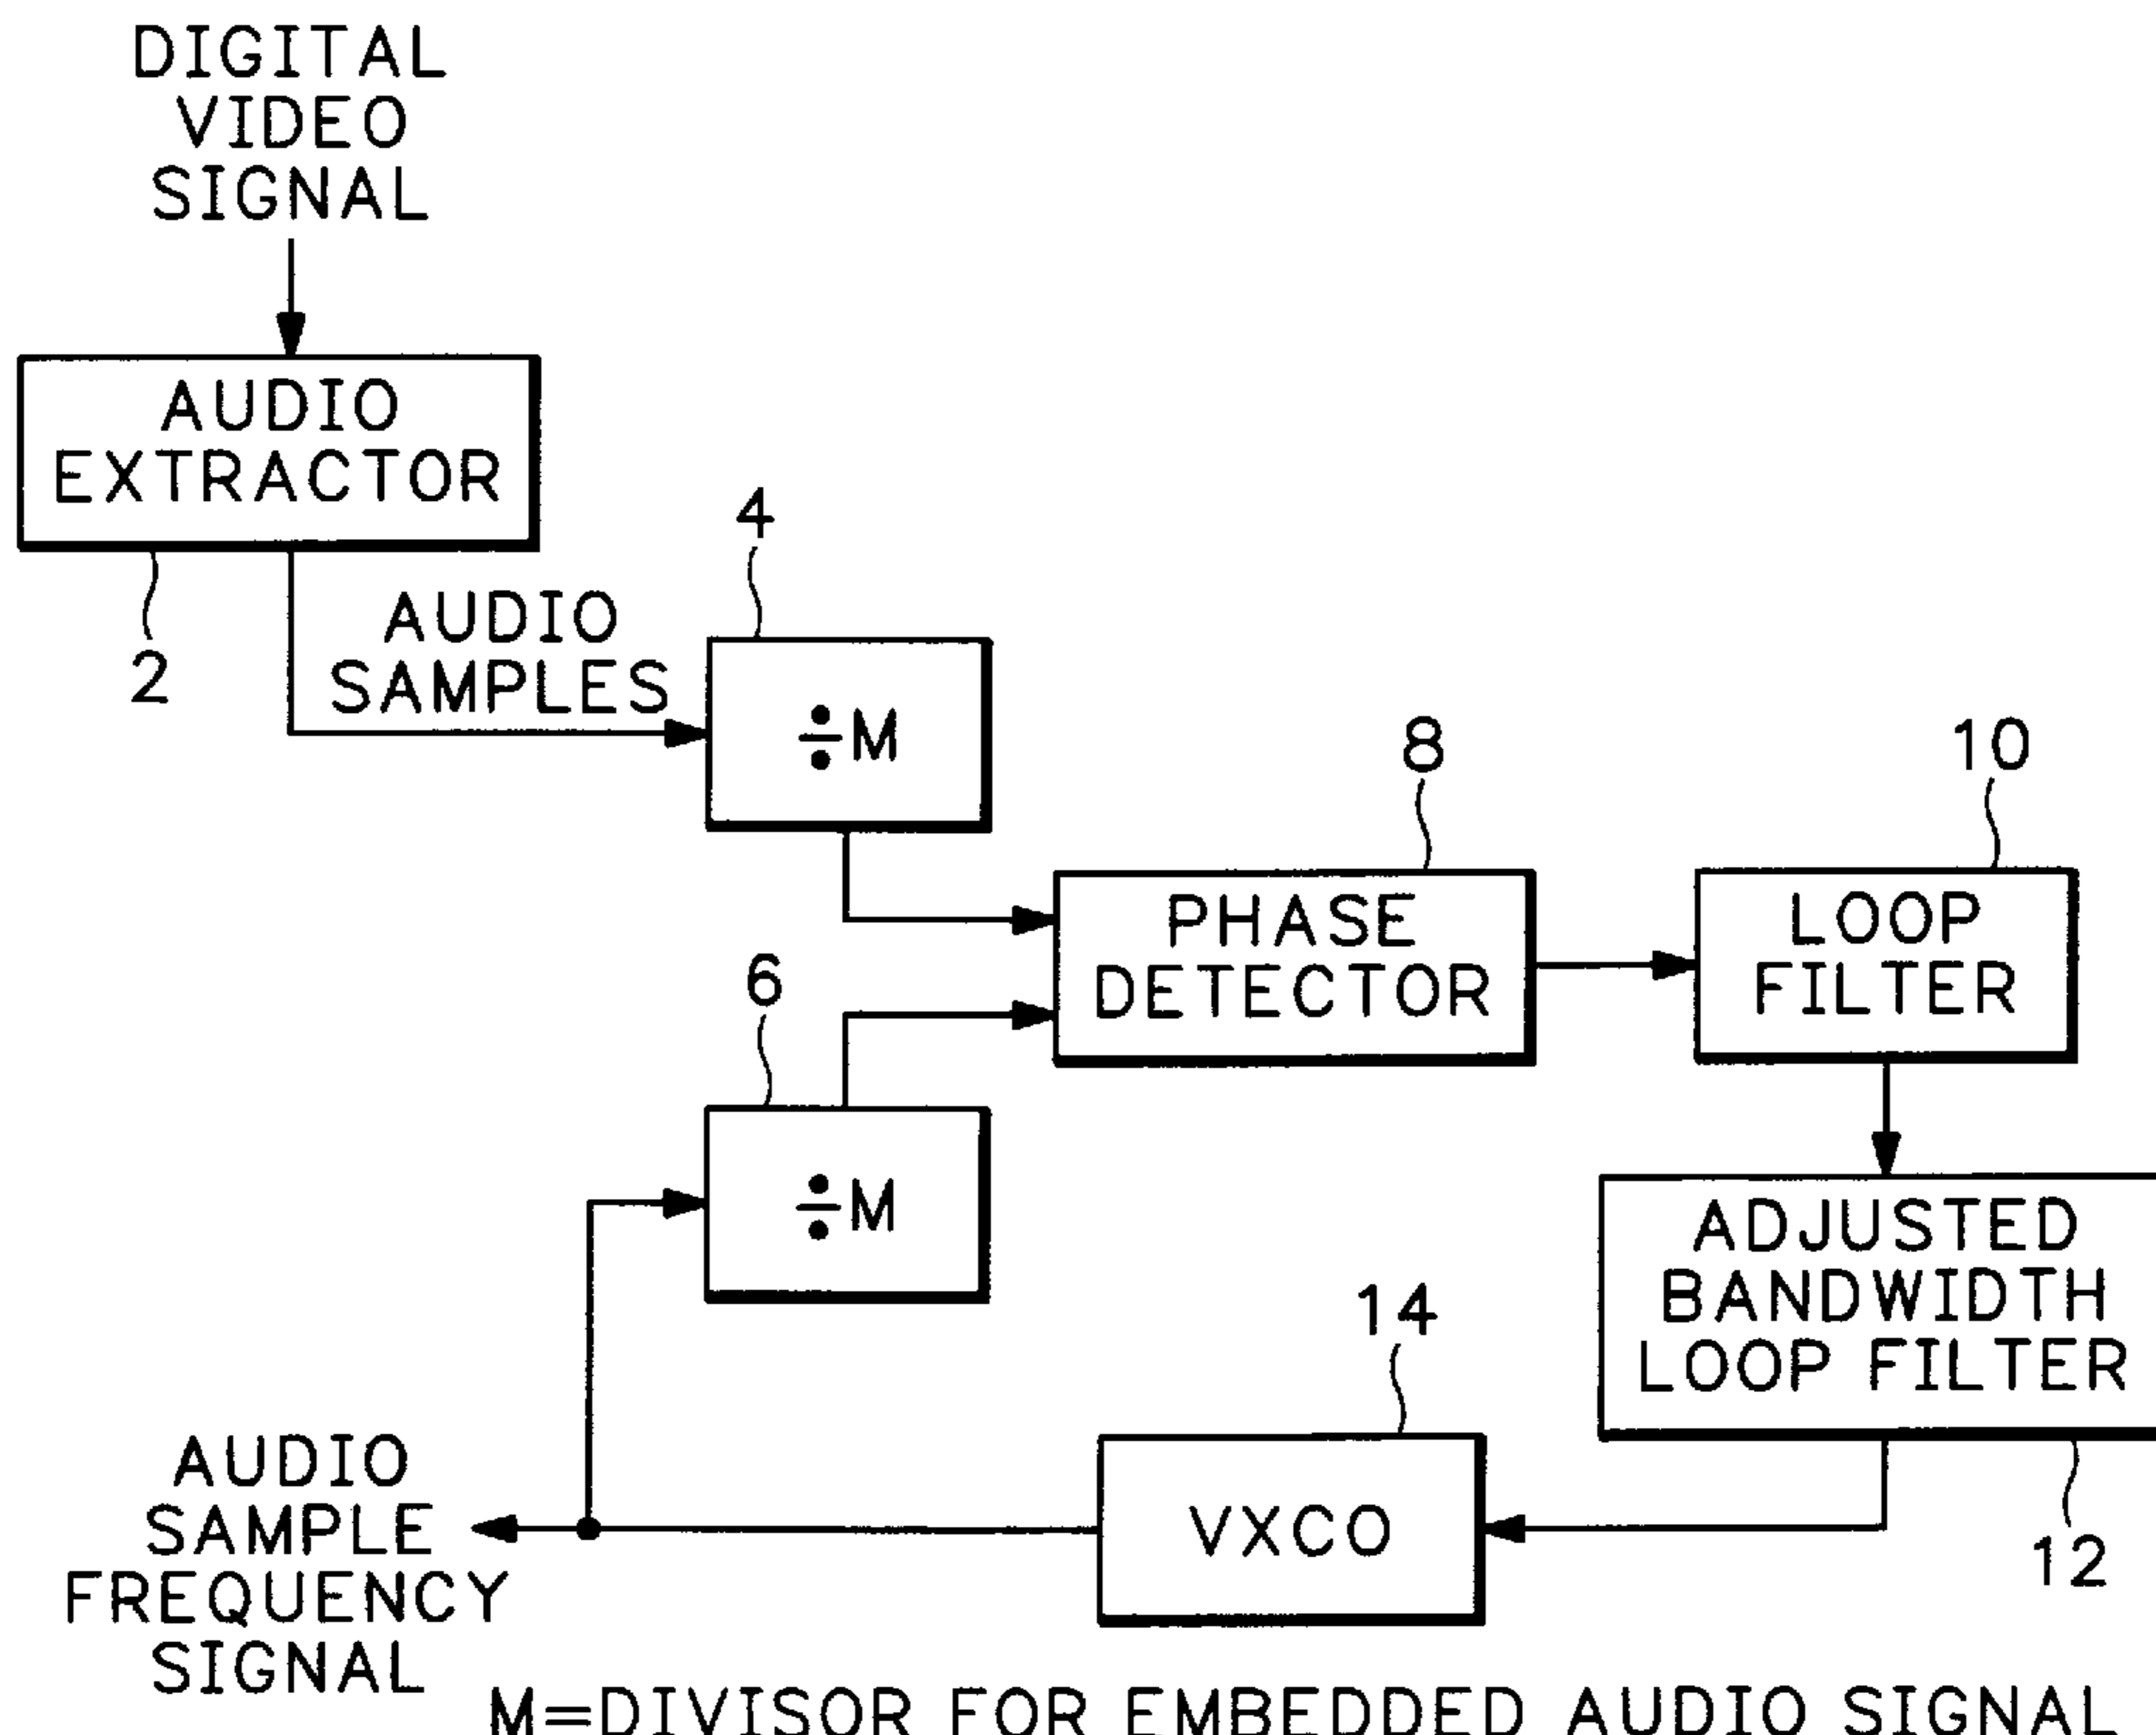 DIGITAL
VIDEO
SIGNAL
AUDIO
EXTRACTOR
2
AUDIO
SAMPLES
4
÷M
8
PHASE
DETECTOR
10
LOOP
FILTER
6
÷M
ADJUSTED
BANDWIDTH
LOOP FILTER
12
14
VXCO
AUDIO
SAMPLE
FREQUENCY
SIGNAL
M=DIVISOR FOR EMBEDDED AUDIO SIGNAL